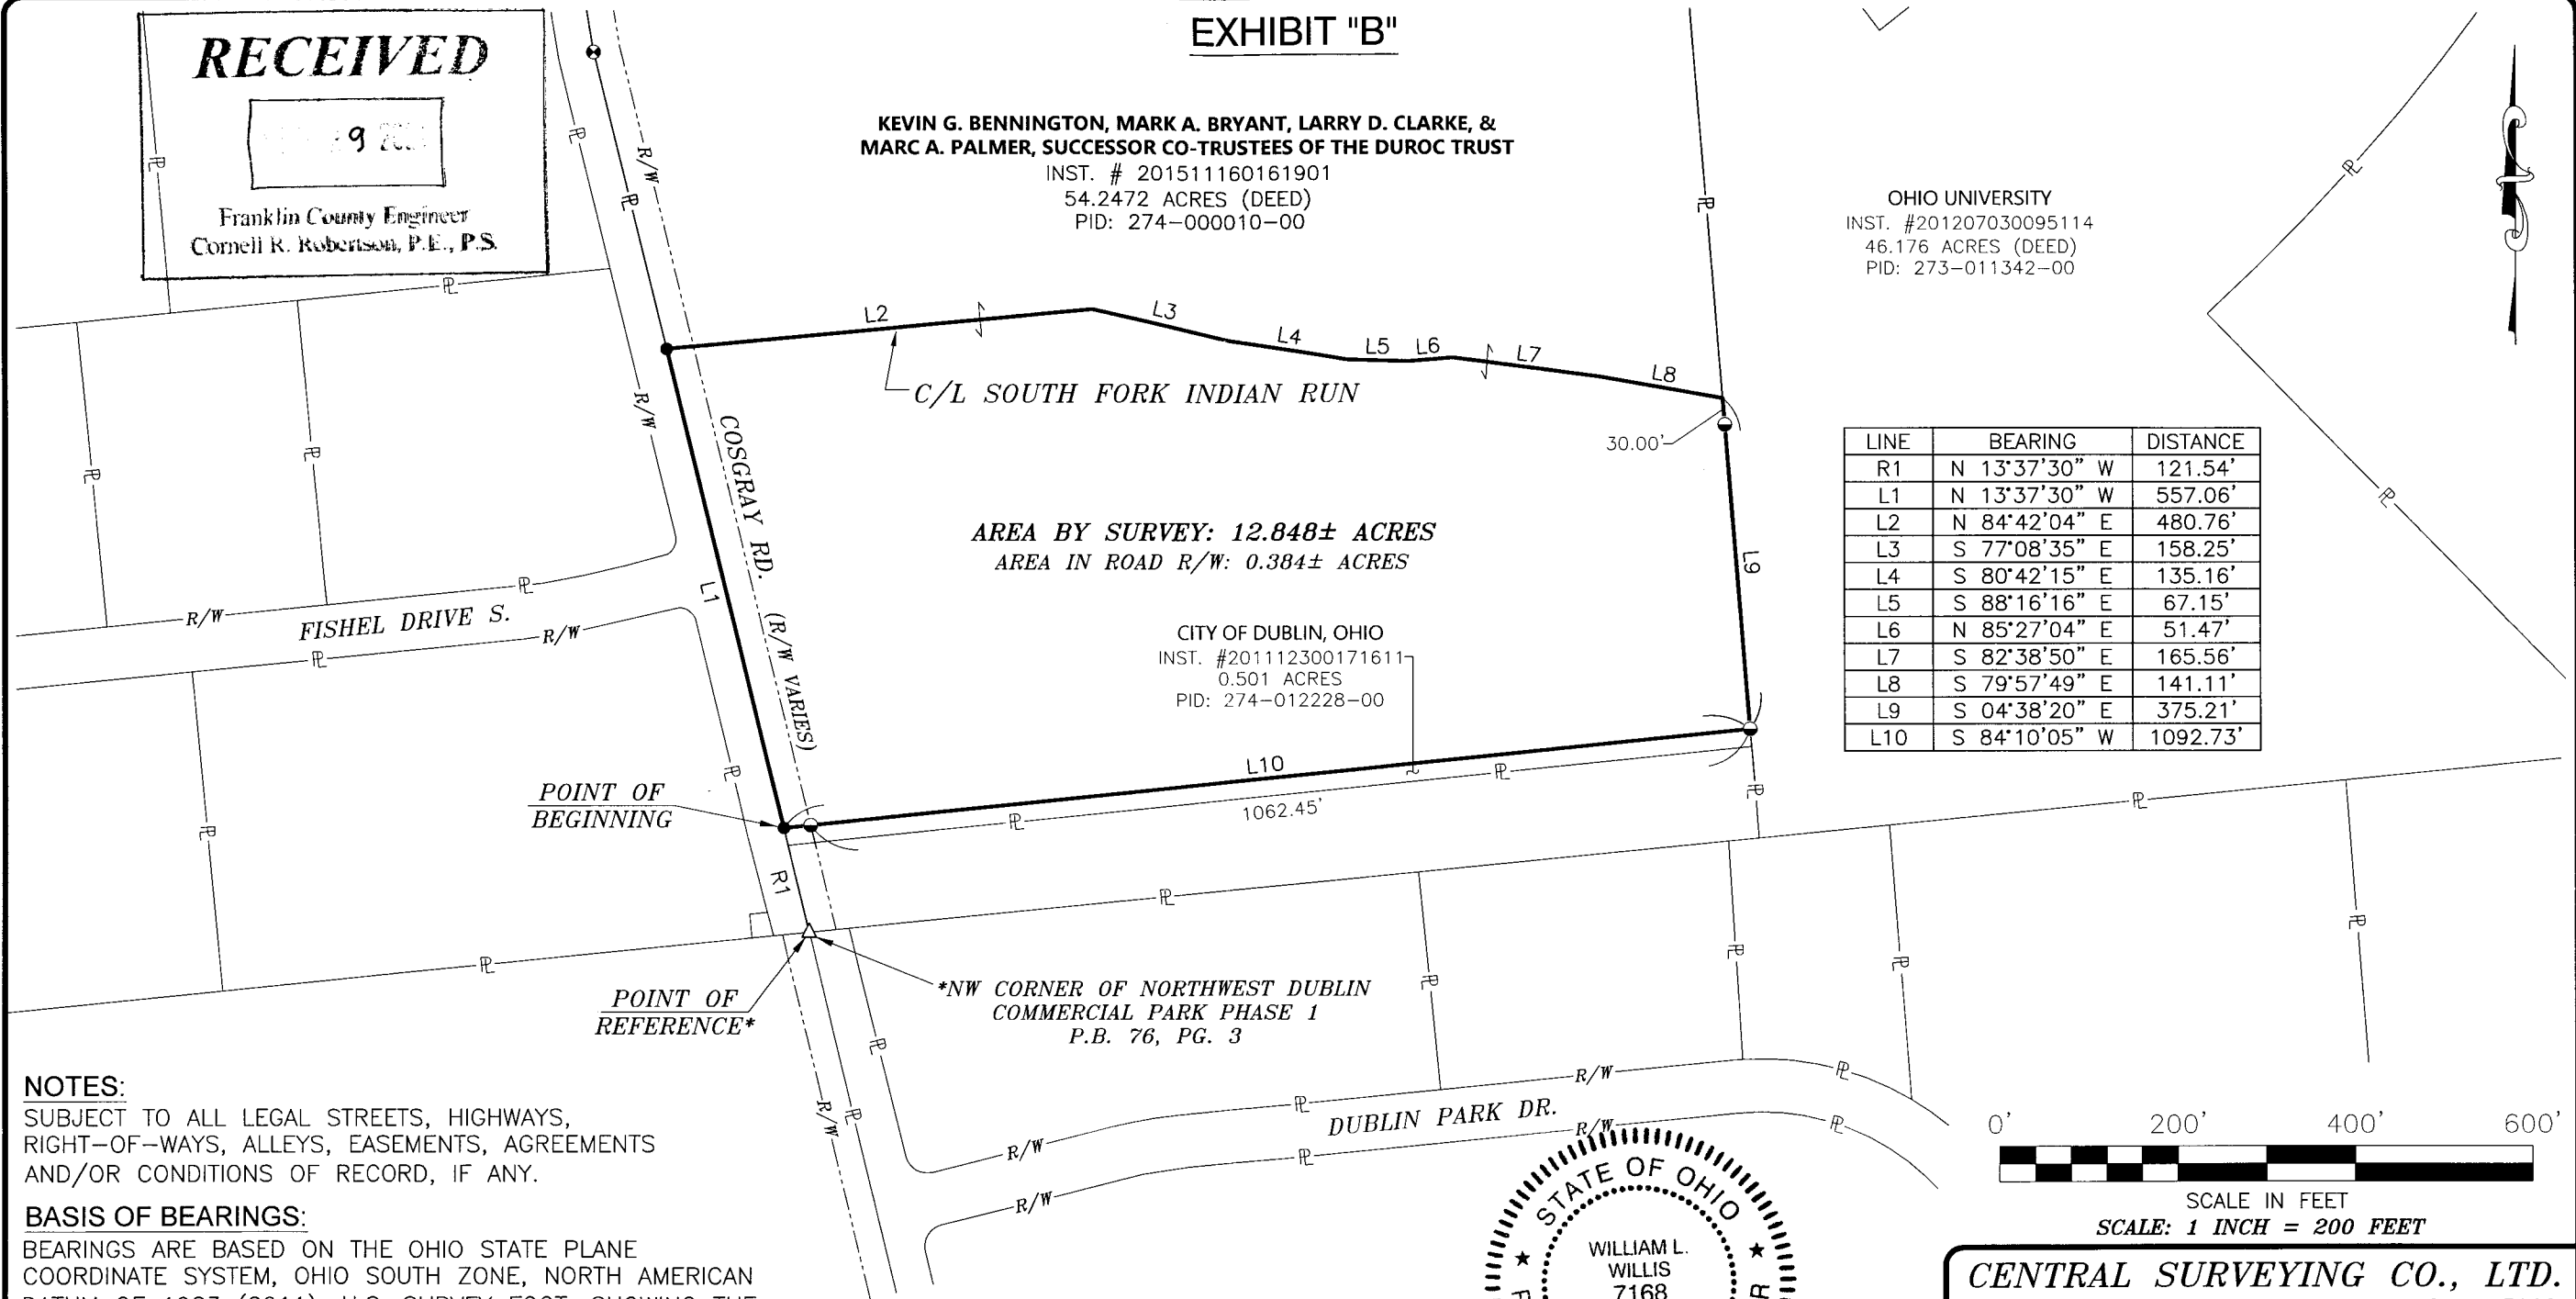 EXHIBIT "B"
RECEIVED
9
Franklin County Engineer
Cornell R. Robertson, P.E., P.S.
KEVIN G. BENNINGTON, MARK A. BRYANT, LARRY D. CLARKE, &
MARC A. PALMER, SUCCESSOR CO-TRUSTEES OF THE DUROC TRUST
INST. # 201511160161901
54.2472 ACRES (DEED)
PID: 274-000010-00
OHIO UNIVERSITY
INST. #201207030095114
46.176 ACRES (DEED)
PID: 273-011342-00
L2
L3
L4
L5
L6
L7
L8
C/L SOUTH FORK INDIAN RUN
30.00'
COSGRAY RD. (R/W VARIES)
L1
L9
AREA BY SURVEY: 12.848± ACRES
AREA IN ROAD R/W: 0.384± ACRES
CITY OF DUBLIN, OHIO
INST. #201112300171611
0.501 ACRES
PID: 274-012228-00
LINE BEARING DISTANCE
R1 N 13°37'30" W 121.54'
L1 N 13°37'30" W 557.06'
L2 N 84°42'04" E 480.76'
L3 S 77°08'35" E 158.25'
L4 S 80°42'15" E 135.16'
L5 S 88°16'16" E 67.15'
L6 N 85°27'04" E 51.47'
L7 S 82°38'50" E 165.56'
L8 S 79°57'49" E 141.11'
L9 S 04°38'20" E 375.21'
L10 S 84°10'05" W 1092.73'
R/W
R/W
R/W
FISHEL DRIVE S.
R/W
L10
1062.45'
POINT OF
BEGINNING
R1
POINT OF
REFERENCE*
*NW CORNER OF NORTHWEST DUBLIN
COMMERCIAL PARK PHASE 1
P.B. 76, PG. 3
R/W
R/W
R/W
DUBLIN PARK DR.
R/W
R/W
NOTES:
SUBJECT TO ALL LEGAL STREETS, HIGHWAYS,
RIGHT-OF-WAYS, ALLEYS, EASEMENTS, AGREEMENTS
AND/OR CONDITIONS OF RECORD, IF ANY.
BASIS OF BEARINGS:
BEARINGS ARE BASED ON THE OHIO STATE PLANE
COORDINATE SYSTEM, OHIO SOUTH ZONE, NORTH AMERICAN
STATE OF OHIO
WILLIAM L.
WILLIS
7168
0' 200' 400' 600'
SCALE IN FEET
SCALE: 1 INCH = 200 FEET
CENTRAL SURVEYING CO., LTD.